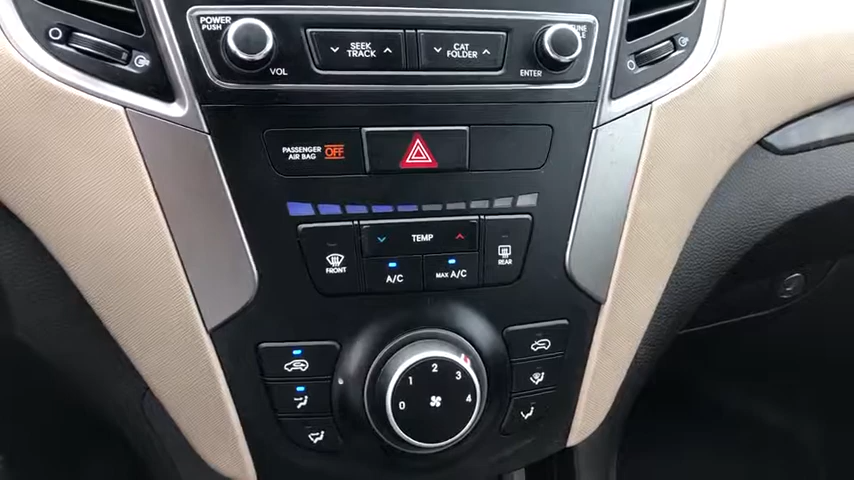 POWER
PUSH
VOL
SEEK
TRACK
CAT
FOLDER
TUNE
ENTER
PASSENGER
AIR BAG OFF
TEMP
FRONT
A/C
MAX A/C
REAR
0 1 2 3 4